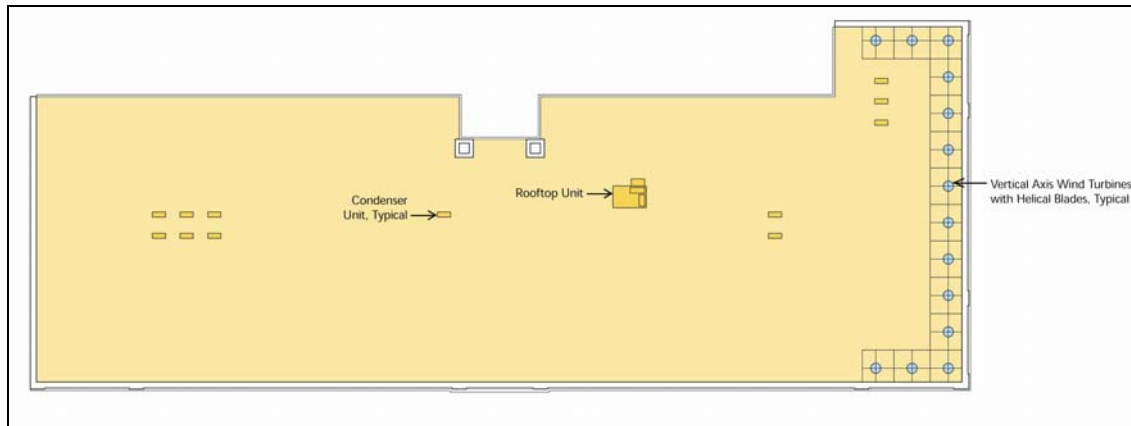 Condenser
Unit, Typical
Rooftop Unit
Vertical Axis Wind Turbines
with Helical Blades, Typical